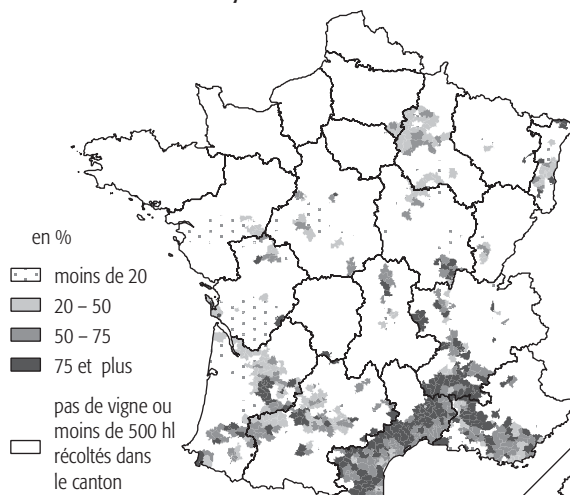 en %
moins de 20
20 – 50
50 – 75
75 et plus
pas de vigne ou
moins de 500 hl
récoltés dans
le canton